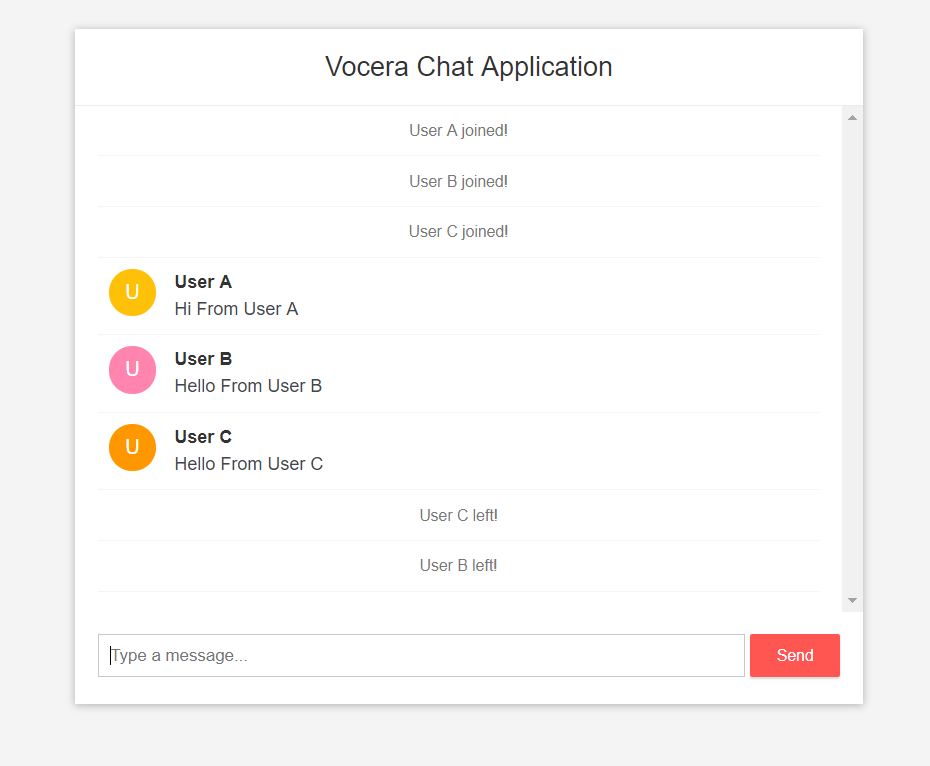 Vocera Chat Application
User A joined!
User B joined!
User C joined!
U
User A
Hi From User A
U
User B
Hello From User B
U
User C
Hello From User C
User C left!
User B left!
Type a message...
Send